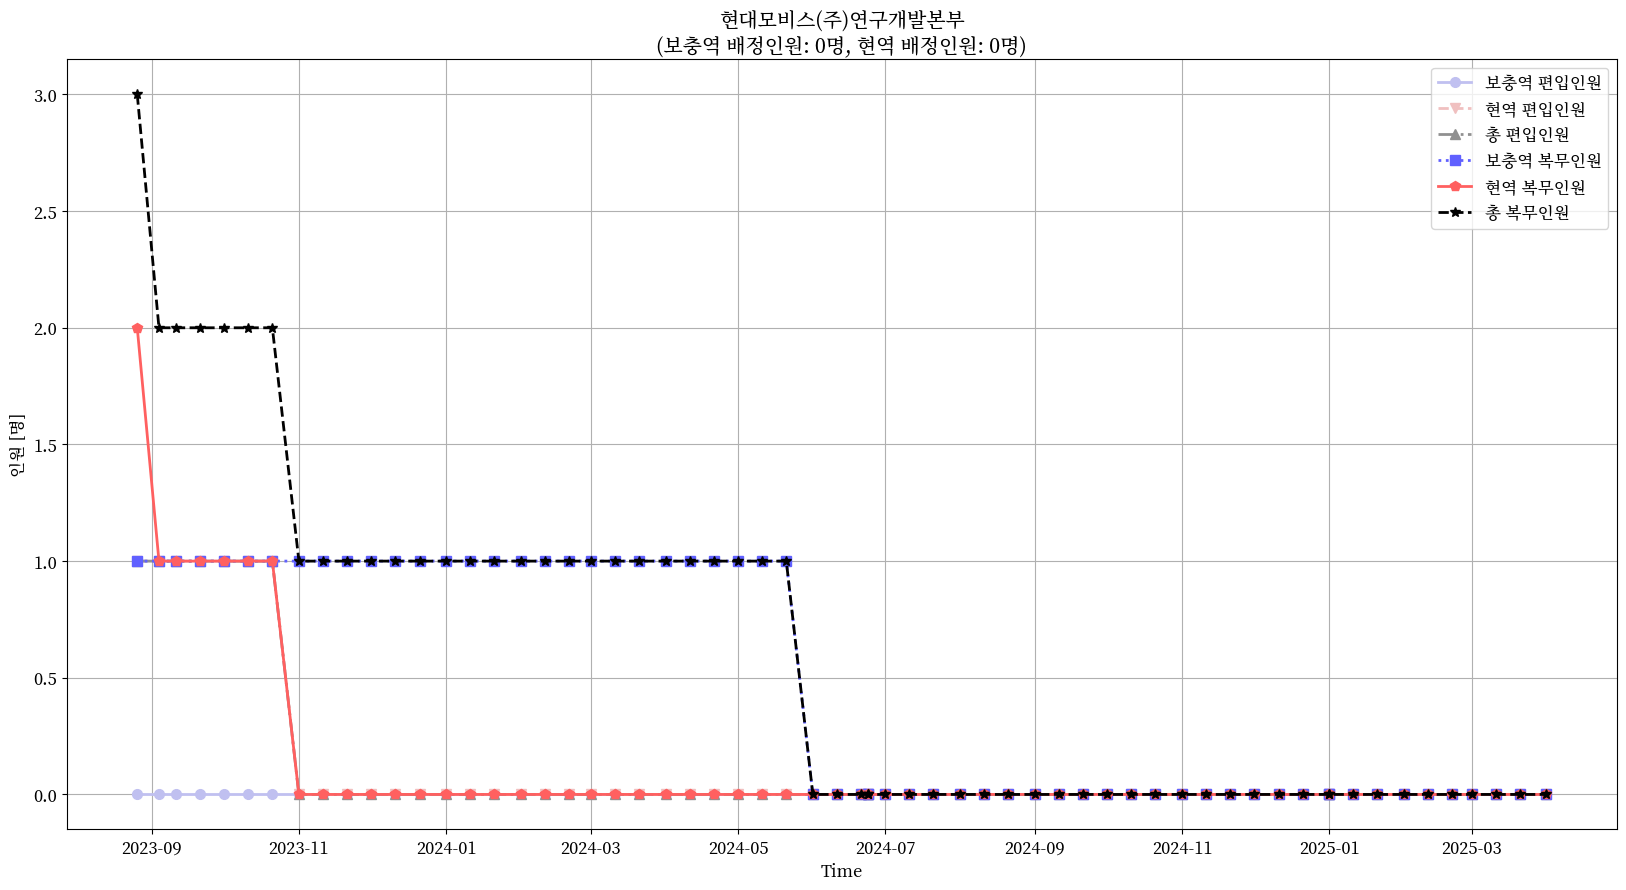 현대모비스(주)연구개발본부
(보충역 배정인원: 0명, 현역 배정인원: 0명)
보충역 편입인원
현역 편입인원
총 편입인원
보충역 복무인원
현역 복무인원
총 복무인원
인원 [명]
3.0
2.5
2.0
1.5
1.0
0.5
0.0
2023-09
2023-11
2024-01
2024-03
2024-05
2024-07
2024-09
2024-11
2025-01
2025-03
Time